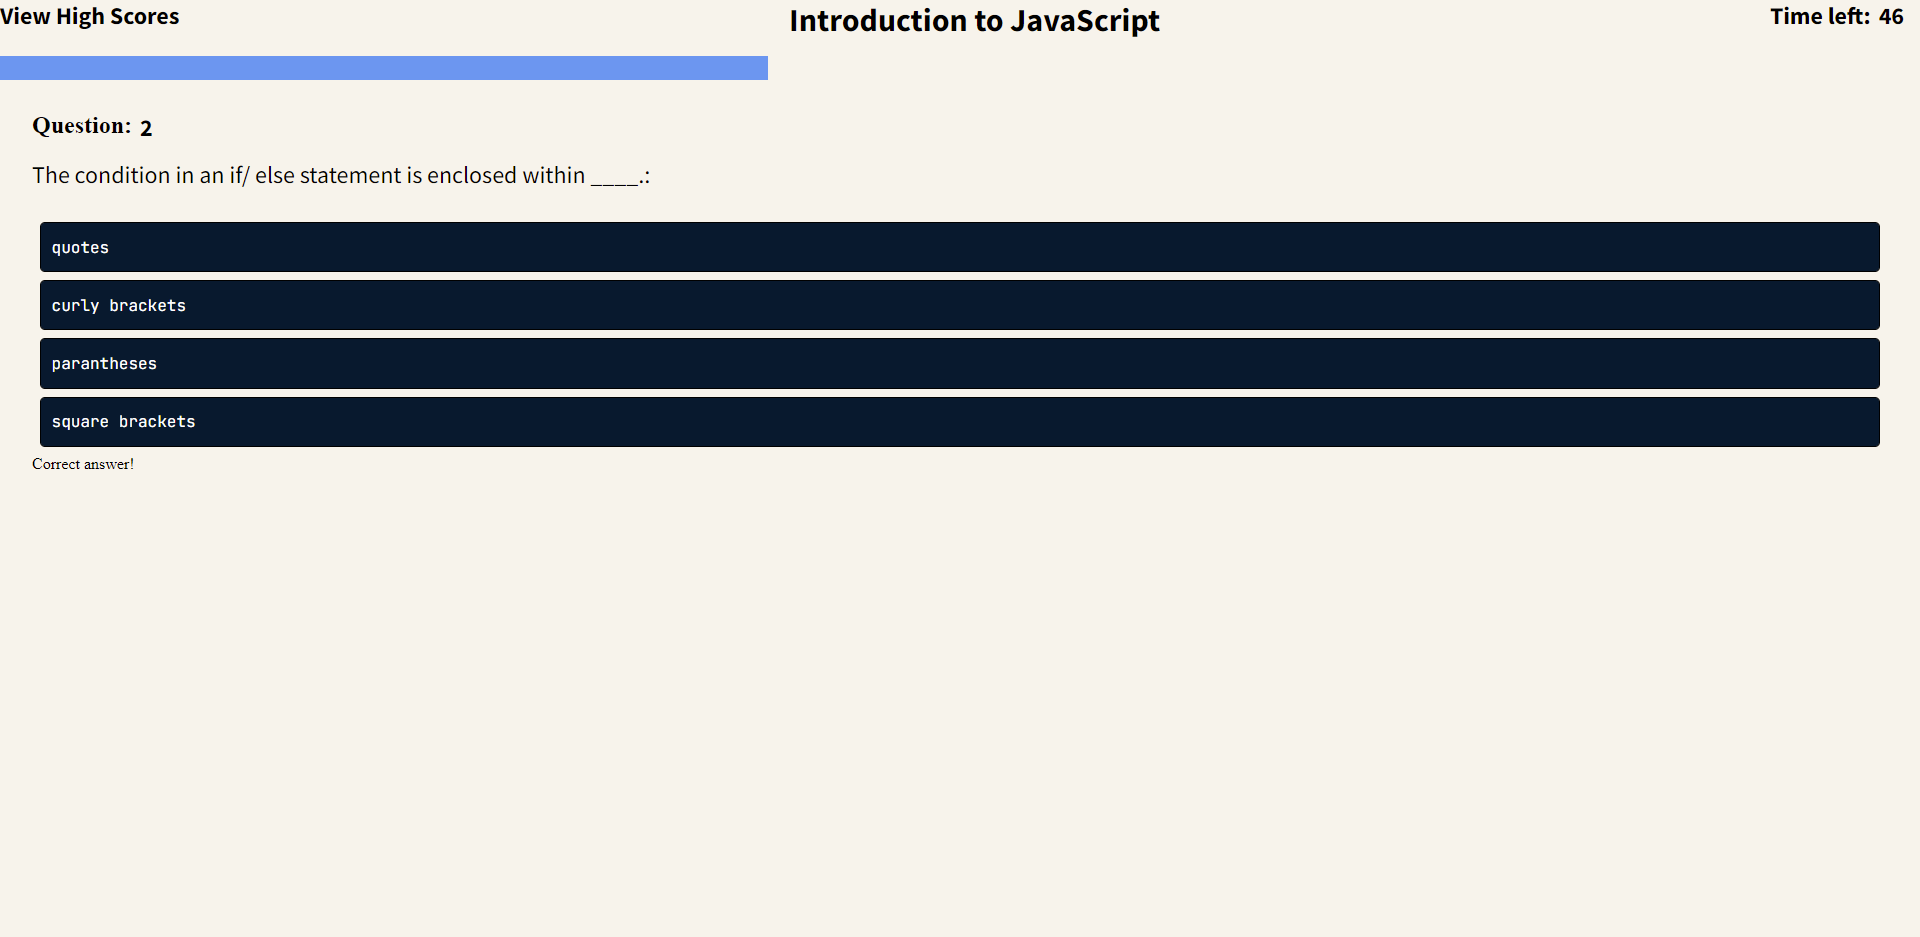 View High Scores
Introduction to JavaScript
Time left: 46
Question: 2
The condition in an if/ else statement is enclosed within ____.:
quotes
curly brackets
parantheses
square brackets
Correct answer!